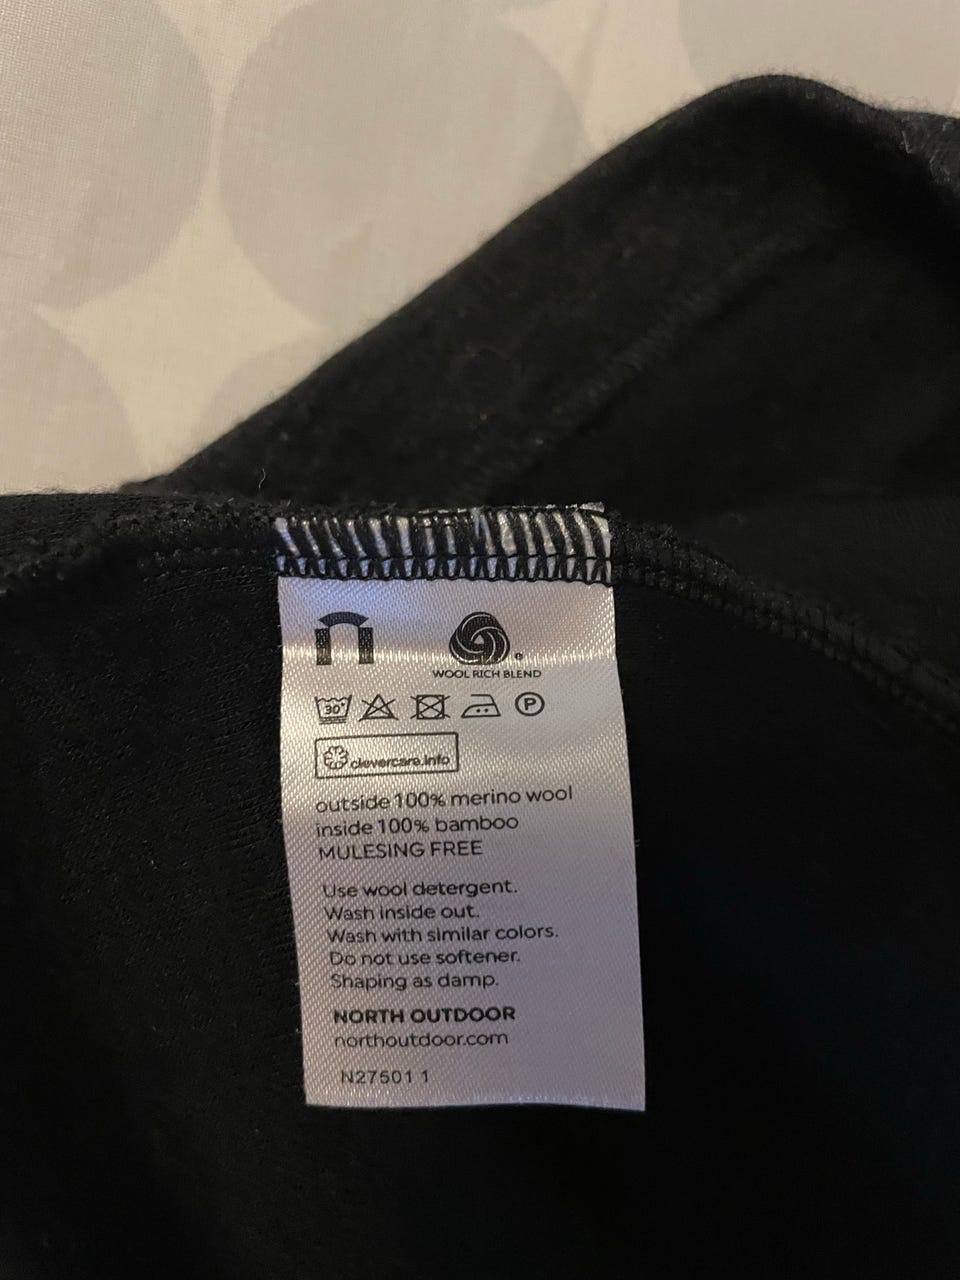 WOOL RICH BLEND
30° P
clevercare.info
outside 100% merino wool
inside 100% bamboo
MULESING FREE
Use wool detergent.
Wash inside out.
Wash with similar colors.
Do not use softener.
Shaping as damp.
NORTH OUTDOOR
northoutdoor.com
N27501 1